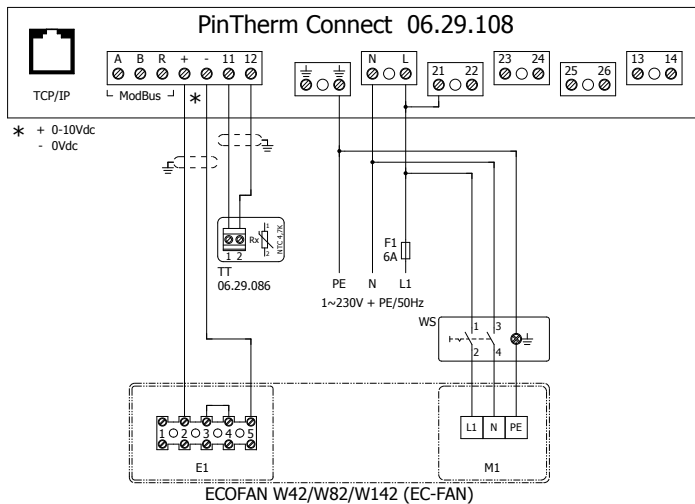 PinTherm Connect 06.29.108
TCP/IP
A B R + - 11 12
ModBus
*
N L
21 22
23 24
25 26
13 14
* + 0-10Vdc
- 0Vdc
1
Rx
2
NTC 4,7K
1 2
TT
06.29.086
F1
6A
PE N L1
1~230V + PE/50Hz
WS
1 3
2 4
1 2 3 4 5
E1
L1 N PE
M1
ECOFAN W42/W82/W142 (EC-FAN)